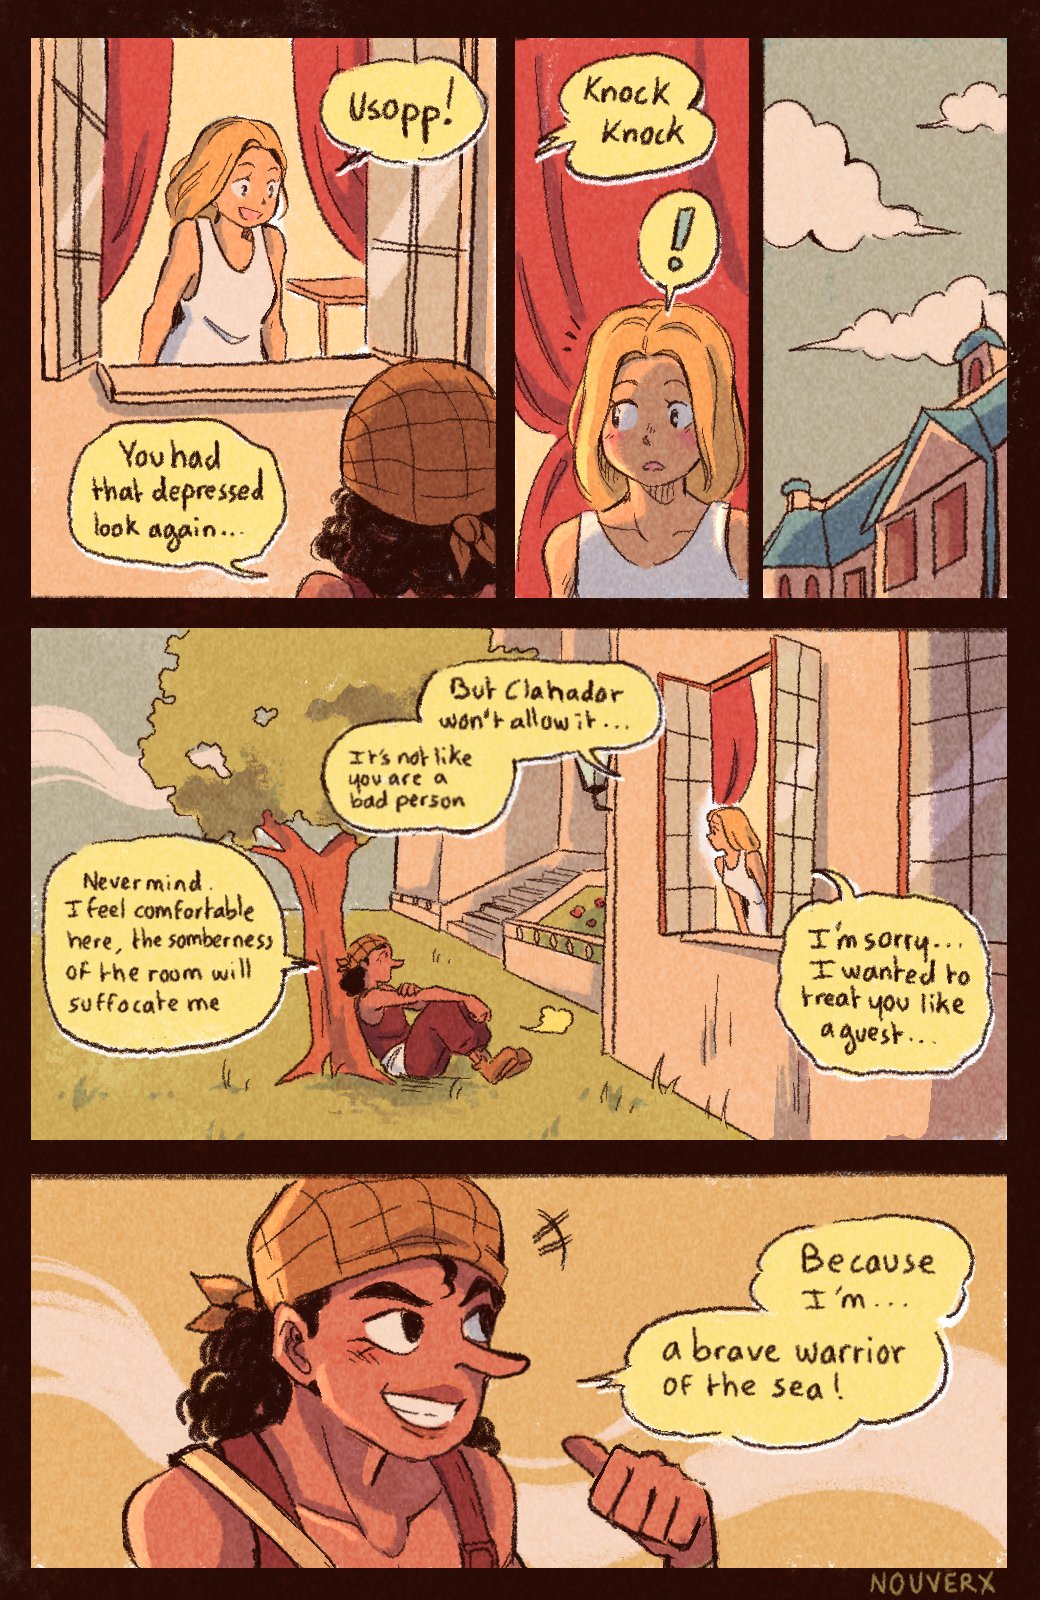 Knock
Knock
!
Usopp!
You had
that depressed
look again...
I'm sorry...
I wanted to
treat you like
a guest...
But Clahador
won't allow it...
It's not like
you are a
bad person
Never mind.
I feel comfortable
here, the somberness
of the room will
suffocate me
Because
I'm...
a brave warrior
of the sea!
NOUVERX